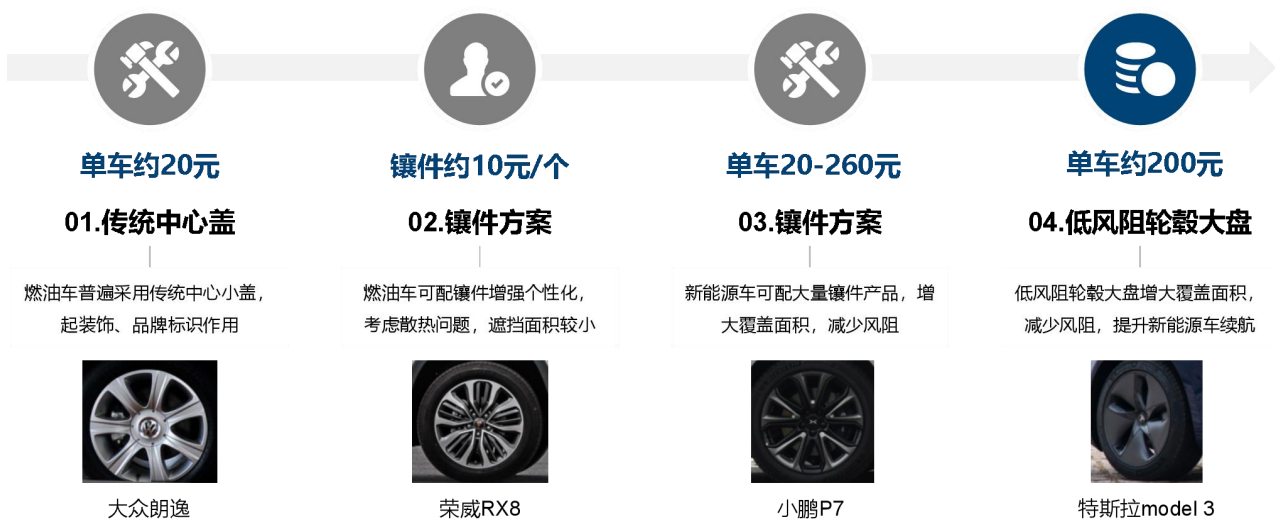 单车约20元
镶件约10元/个
单车20-260元
单车约200元
01.传统中心盖
02.镶件方案
03.镶件方案
04.低风阻轮毂大盘
燃油车普遍采用传统中心小盖，
起装饰、品牌标识作用
燃油车可配镶件增强个性化，
考虑散热问题，遮挡面积较小
新能源车可配大量镶件产品，增
大覆盖面积，减少风阻
低风阻轮毂大盘增大覆盖面积，
减少风阻，提升新能源车续航
大众朗逸
荣威RX8
小鹏P7
特斯拉model 3